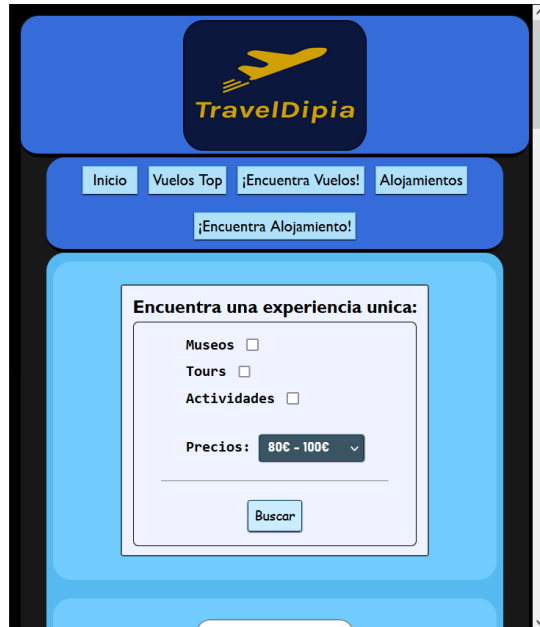 TravelDipia
Inicio Vuelos Top ¡Encuentra Vuelos! Alojamientos
¡Encuentra Alojamiento!
Encuentra una experiencia unica:
Museos
Tours
Actividades
Precios: 80€ - 100€
Buscar